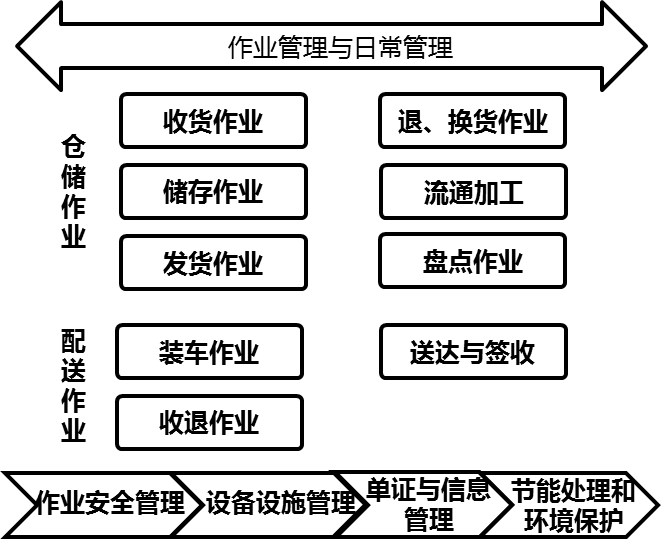 作业管理与日常管理
仓储作业
收货作业
退、换货作业
储存作业
流通加工
发货作业
盘点作业
配送作业
装车作业
送达与签收
收退作业
作业安全管理
设备设施管理
单证与信息
管理
节能处理和
环境保护